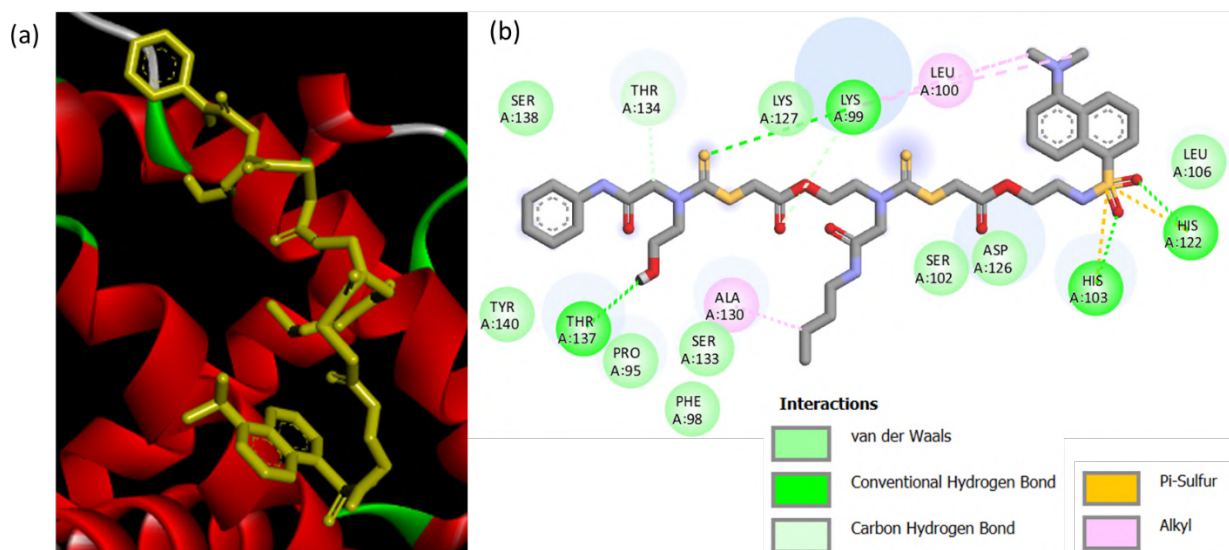 (a)
(b)
SER
A:138
THR
A:134
LYS
A:127
LYS
A:99
LEU
A:100
LEU
A:106
HIS
A:122
HIS
A:103
ASP
A:126
SER
A:102
ALA
A:130
TYR
A:140
THR
A:137
PRO
A:95
SER
A:133
PHE
A:98
Interactions
van der Waals
Conventional Hydrogen Bond
Carbon Hydrogen Bond
Pi-Sulfur
Alkyl